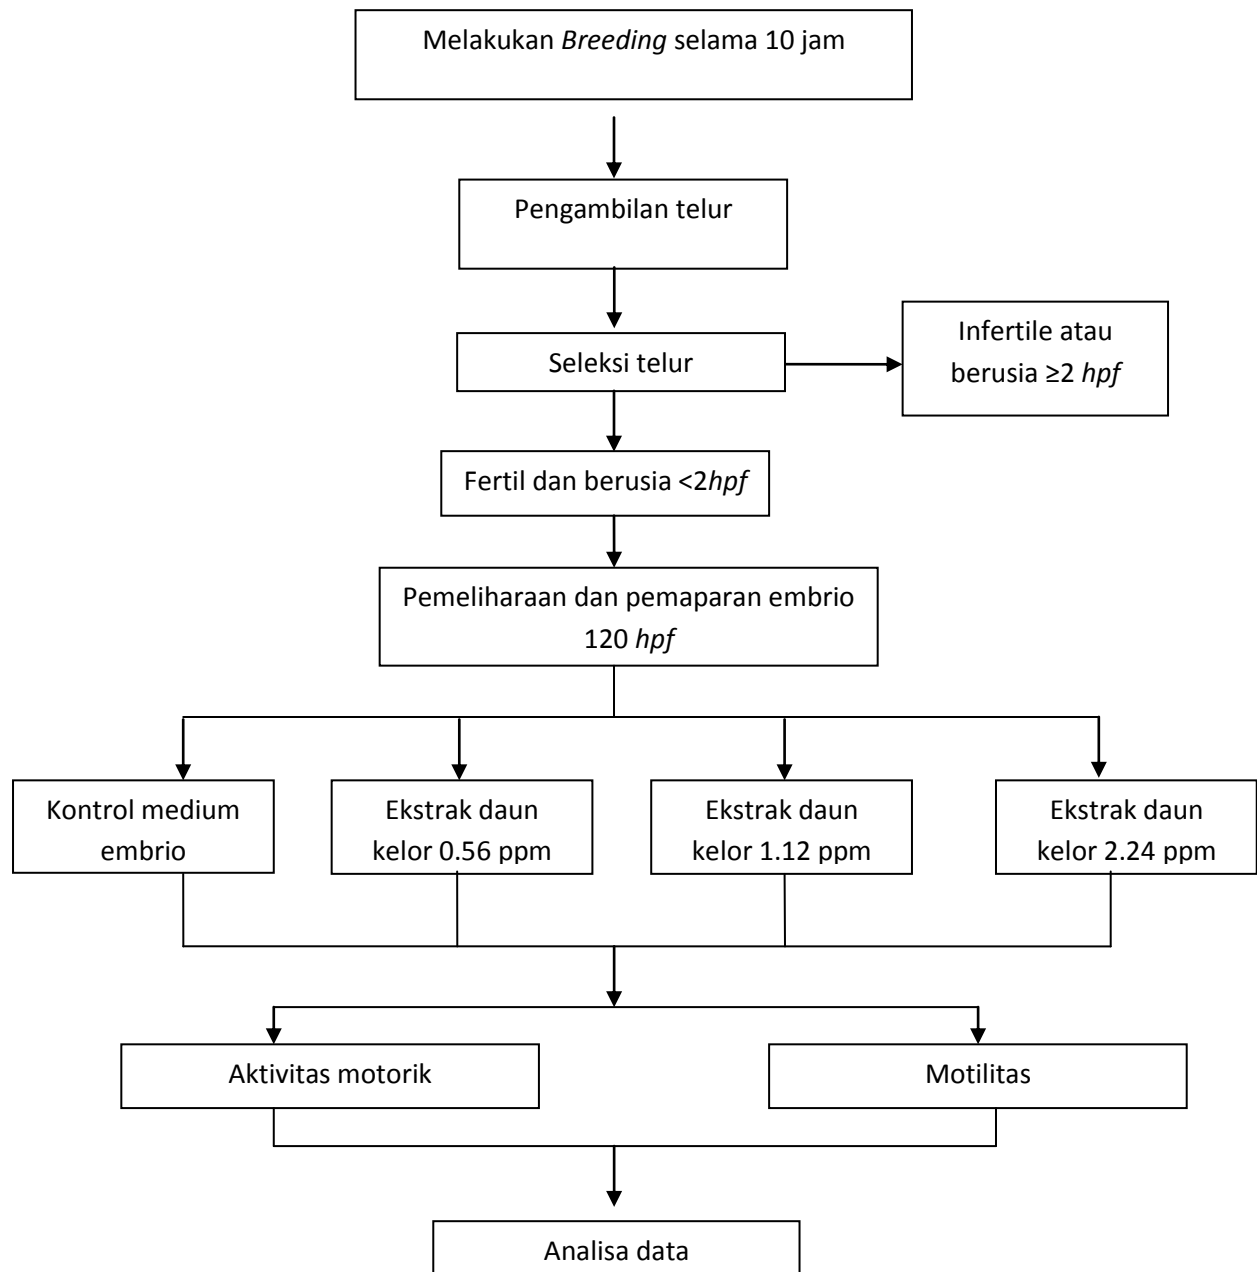 Melakukan Breeding selama 10 jam
Pengambilan telur
Seleksi telur
Infertile atau
berusia ≥2 hpf
Fertil dan berusia <2hpf
Pemeliharaan dan pemaparan embrio
120 hpf
Kontrol medium
embrio
Ekstrak daun
kelor 0.56 ppm
Ekstrak daun
kelor 1.12 ppm
Ekstrak daun
kelor 2.24 ppm
Aktivitas motorik
Motilitas
Analisa data